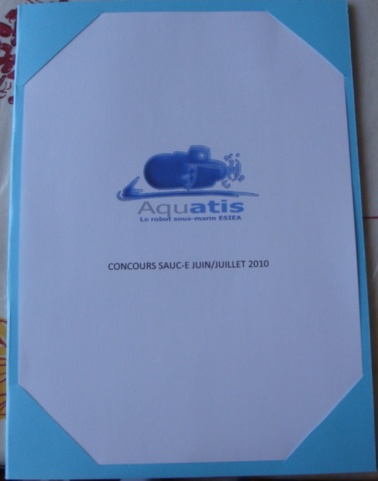 Aquatis
Le robot sous-marin ESIEA
CONCOURS SAUC-E JUIN/JUILLET 2010